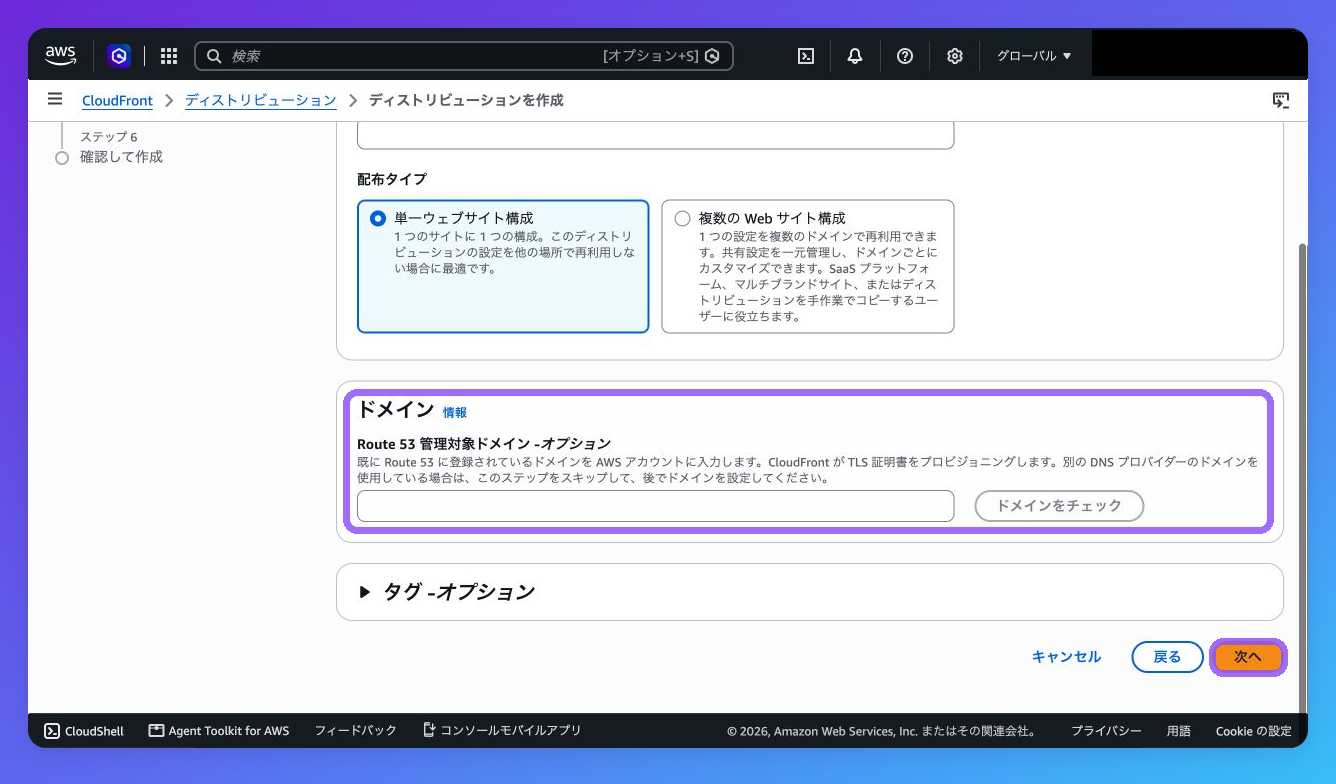 aws
検索
[オプション+S]
グローバル ▼
CloudFront > ディストリビューション > ディストリビューションを作成
ステップ 6
確認して作成
配布タイプ
単一ウェブサイト構成
1 つのサイトに 1 つの構成。このディストリ
ビューションの設定を他の場所で再利用しな
い場合に最適です。
複数の Web サイト構成
1 つの設定を複数のドメインで再利用できま
す。共有設定を一元管理し、ドメインごとに
カスタマイズできます。SaaS プラットフォ
ーム、マルチブランドサイト、またはディス
トリビューションを手作業でコピーするユー
ザーに役立ちます。
ドメイン 情報
Route 53 管理対象ドメイン -オプション
既に Route 53 に登録されているドメインを AWS アカウントに入力します。CloudFront が TLS 証明書をプロビジョニングします。別の DNS プロバイダーのドメインを
使用している場合は、このステップをスキップして、後でドメインを設定してください。
ドメインをチェック
タグ -オプション
キャンセル
戻る
次へ
CloudShell
Agent Toolkit for AWS
フィードバック
コンソールモバイルアプリ
© 2026, Amazon Web Services, Inc. またはその関連会社。
プライバシー
用語
Cookie の設定